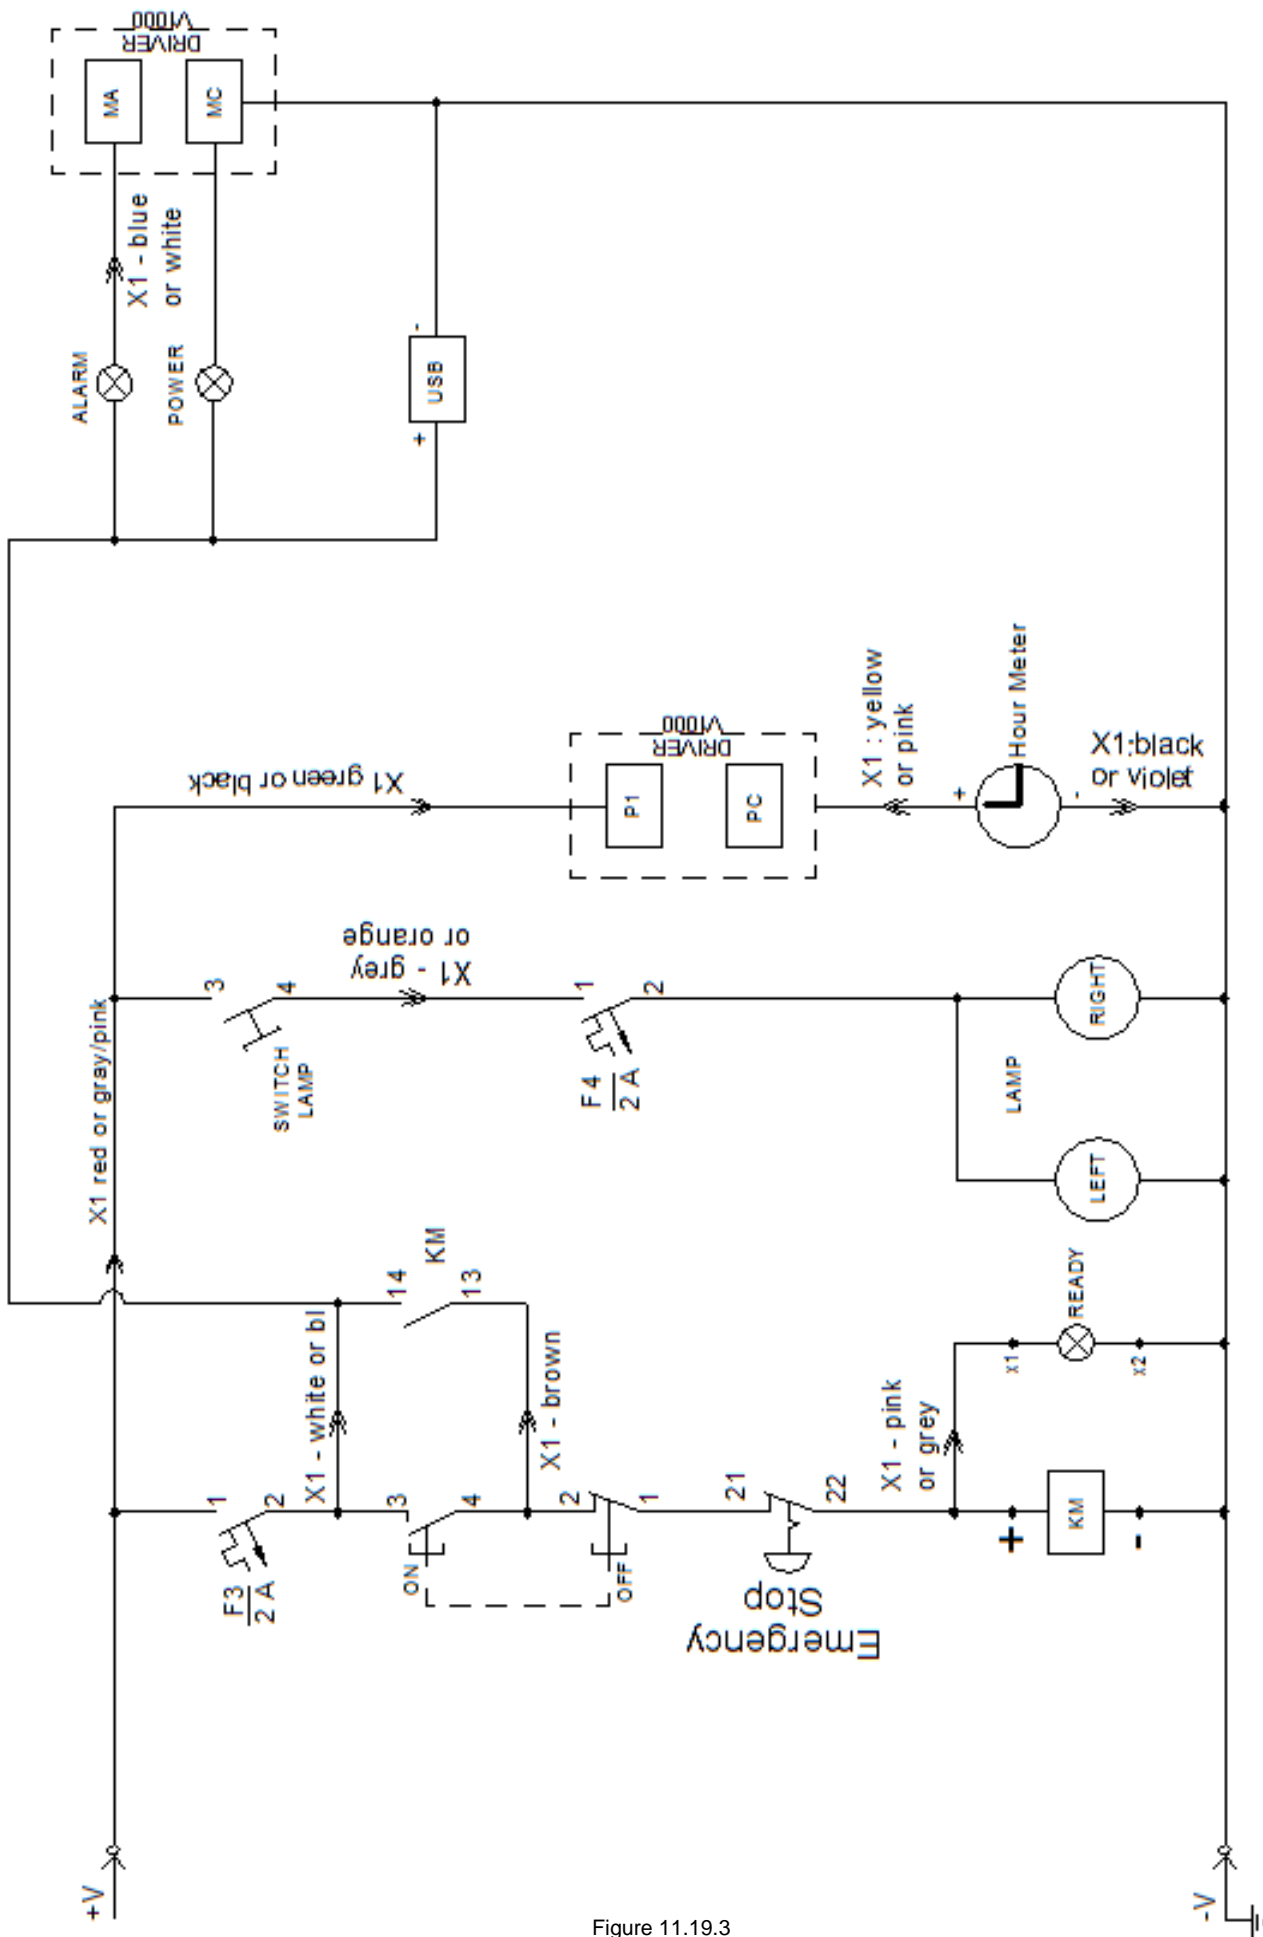 V1000
DRIVER
MA
MC
X1 - blue
or white
ALARM
POWER
-
USB
+
X1 green or black
V1000
DRIVER
P1
PC
X1 : yellow
or pink
Hour Meter
+
-
X1:black
or violet
X1 red or gray/pink
3
4
SWITCH
LAMP
X1 - grey
or orange
1
2
F4
2 A
RIGHT
LAMP
LEFT
KM
14
13
X1 - white or bl
X1 - brown
READY
x1
x2
X1 - pink
or grey
1
2
F3
2 A
3
4
ON
2
1
OFF
21
22
Emergency
Stop
+
KM
-
+V
-V
Figure 11.19.3